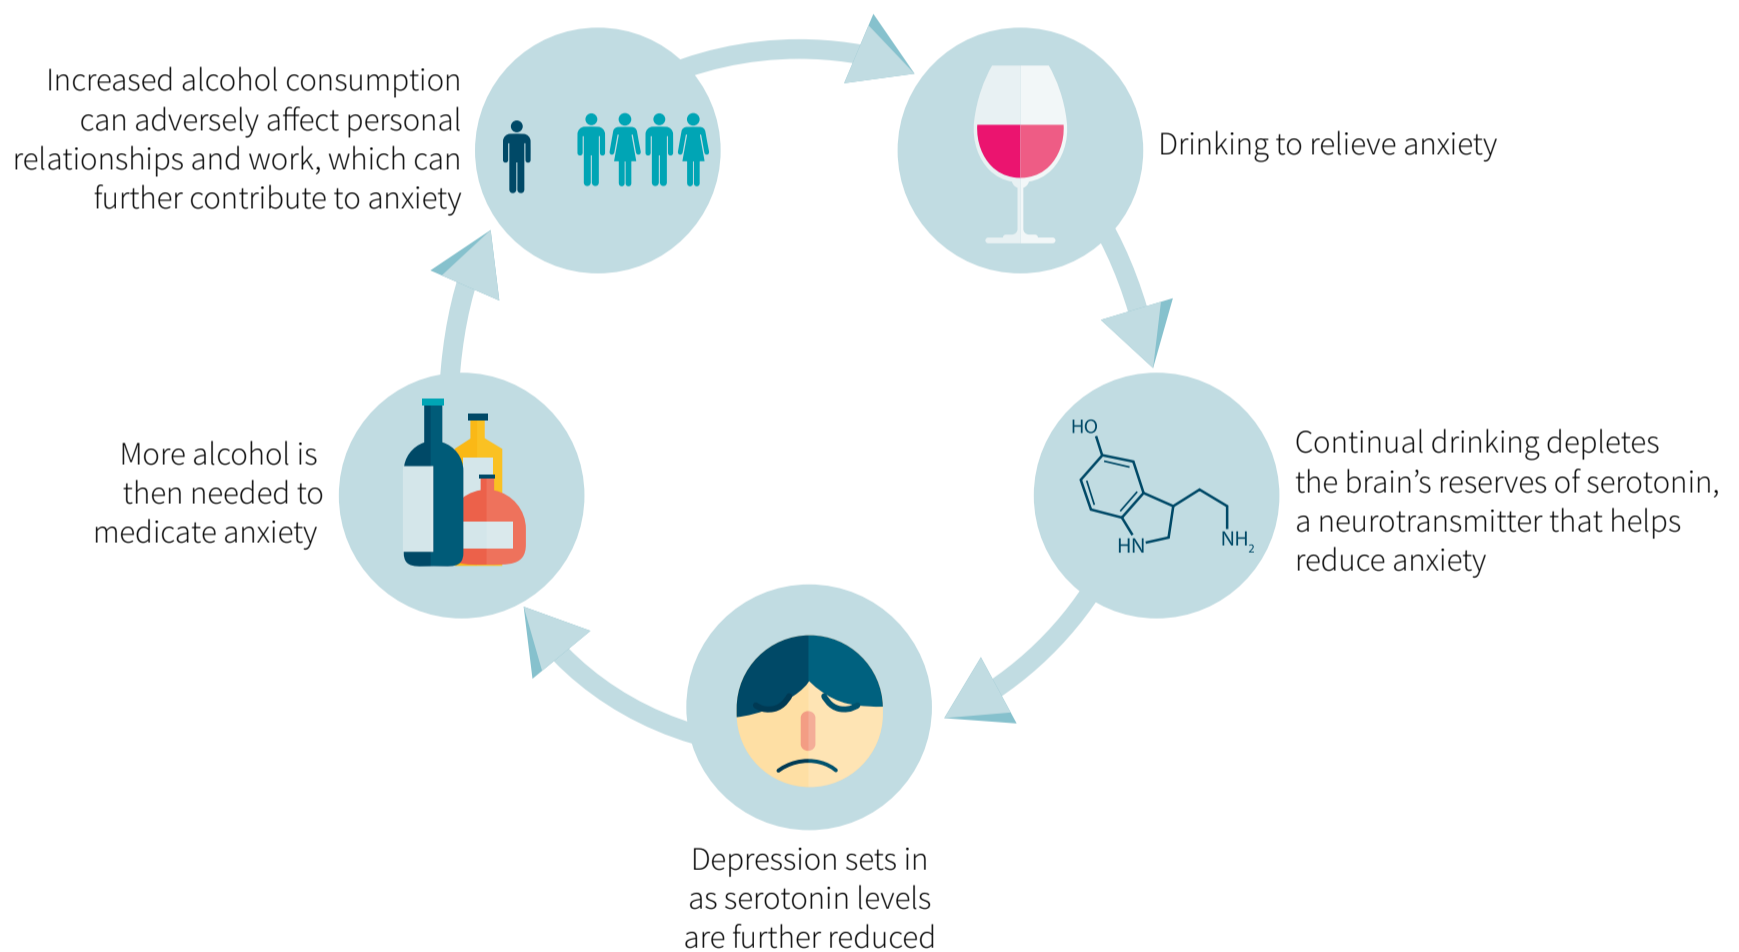 Increased alcohol consumption
can adversely affect personal
relationships and work, which can
further contribute to anxiety
Drinking to relieve anxiety
HO
HN
NH₂
Continual drinking depletes
the brain’s reserves of serotonin,
a neurotransmitter that helps
reduce anxiety
Depression sets in
as serotonin levels
are further reduced
More alcohol is
then needed to
medicate anxiety